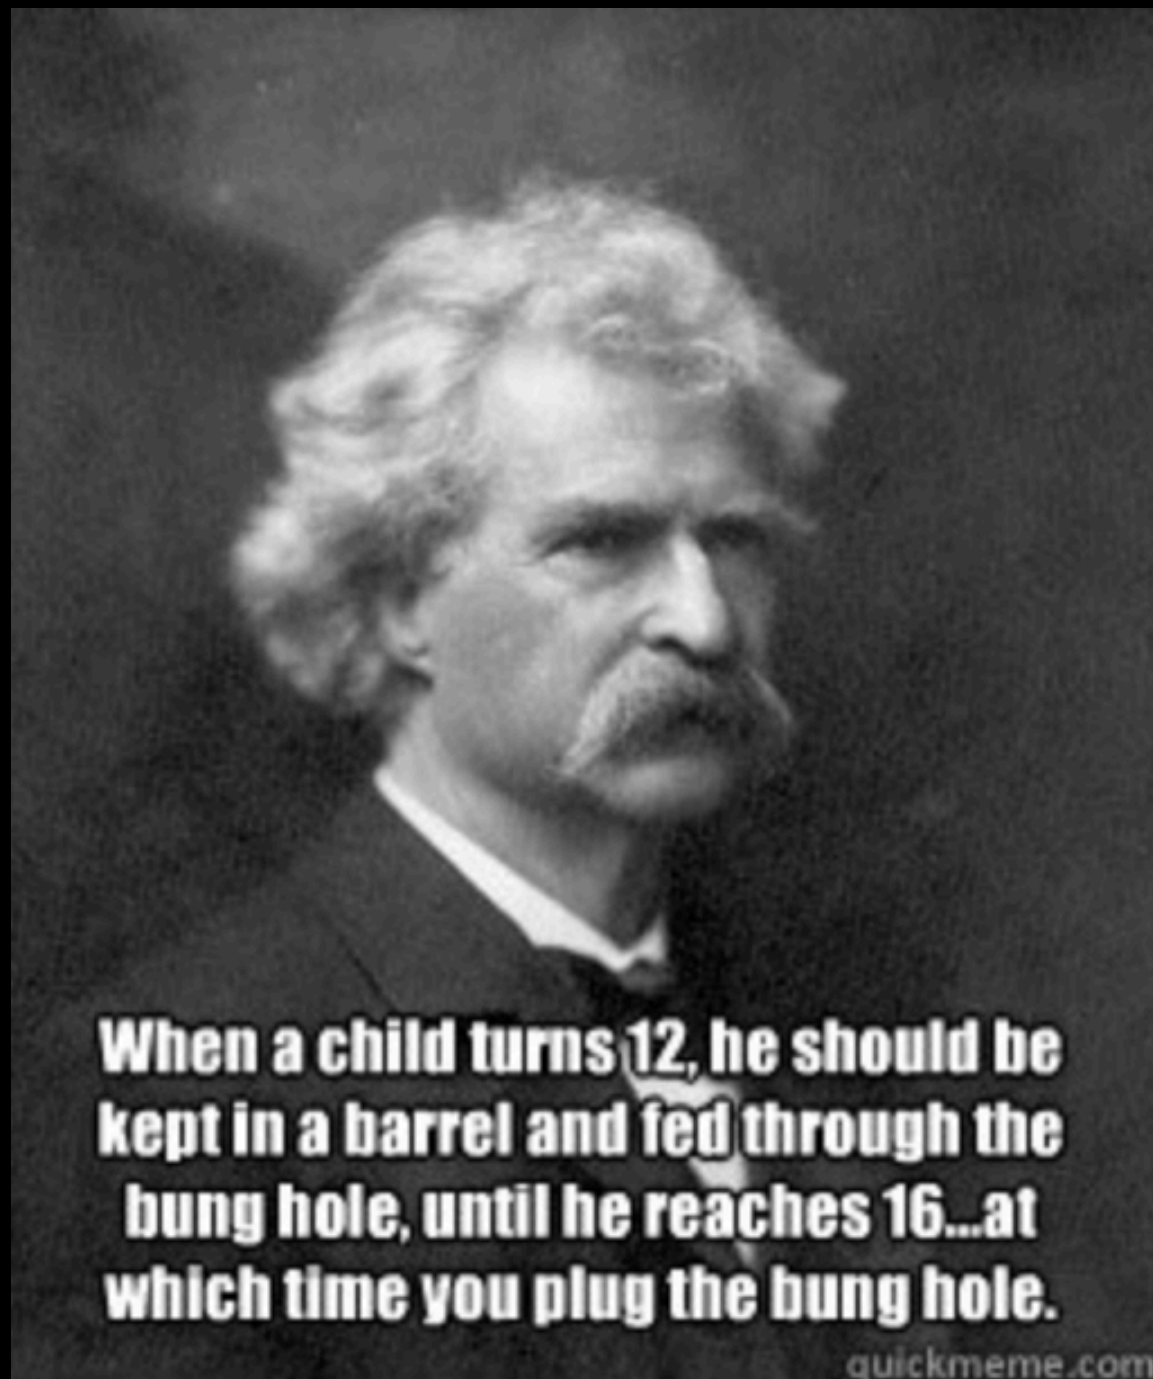 When a child turns 12, he should be
kept in a barrel and fed through the
bung hole, until he reaches 16...at
which time you plug the bung hole.
quickmeme.com